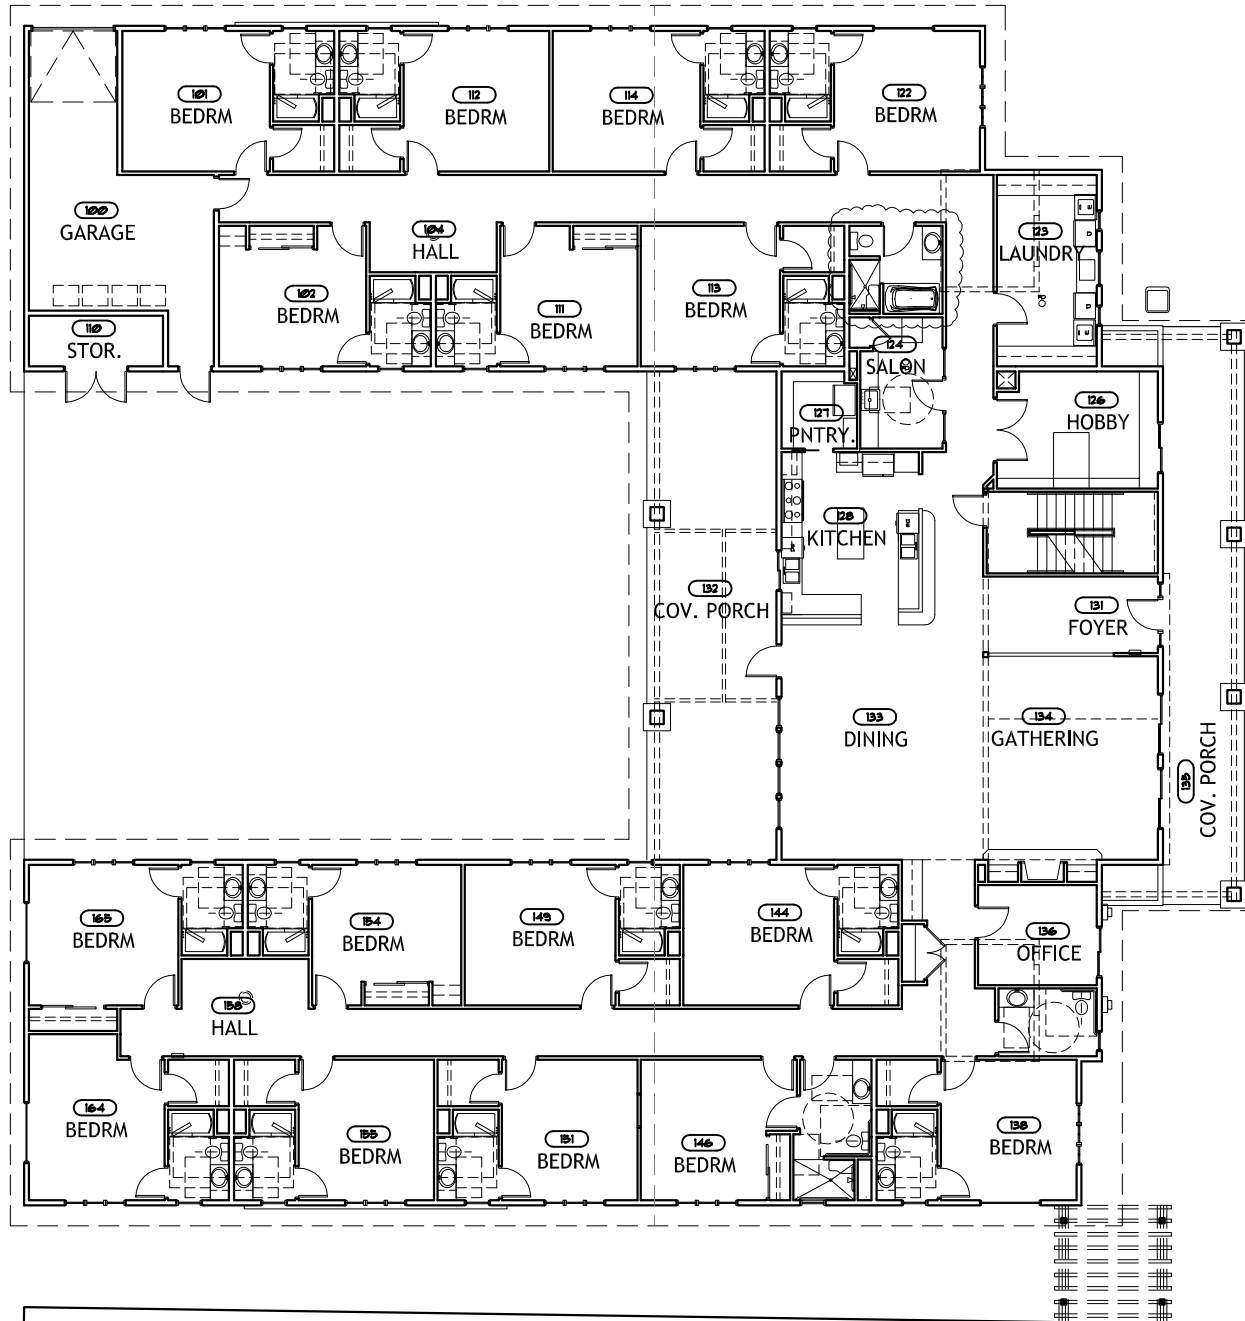 101
BEDRM
112
BEDRM
114
BEDRM
122
BEDRM
100
GARAGE
104
HALL
123
LAUNDRY
102
BEDRM
111
BEDRM
113
BEDRM
110
STOR.
124
SALON
126
HOBBY
127
PNTRY.
128
KITCHEN
132
COV. PORCH
131
FOYER
133
DINING
134
GATHERING
135
COV. PORCH
165
BEDRM
154
BEDRM
149
BEDRM
144
BEDRM
136
OFFICE
158
HALL
164
BEDRM
155
BEDRM
151
BEDRM
146
BEDRM
138
BEDRM